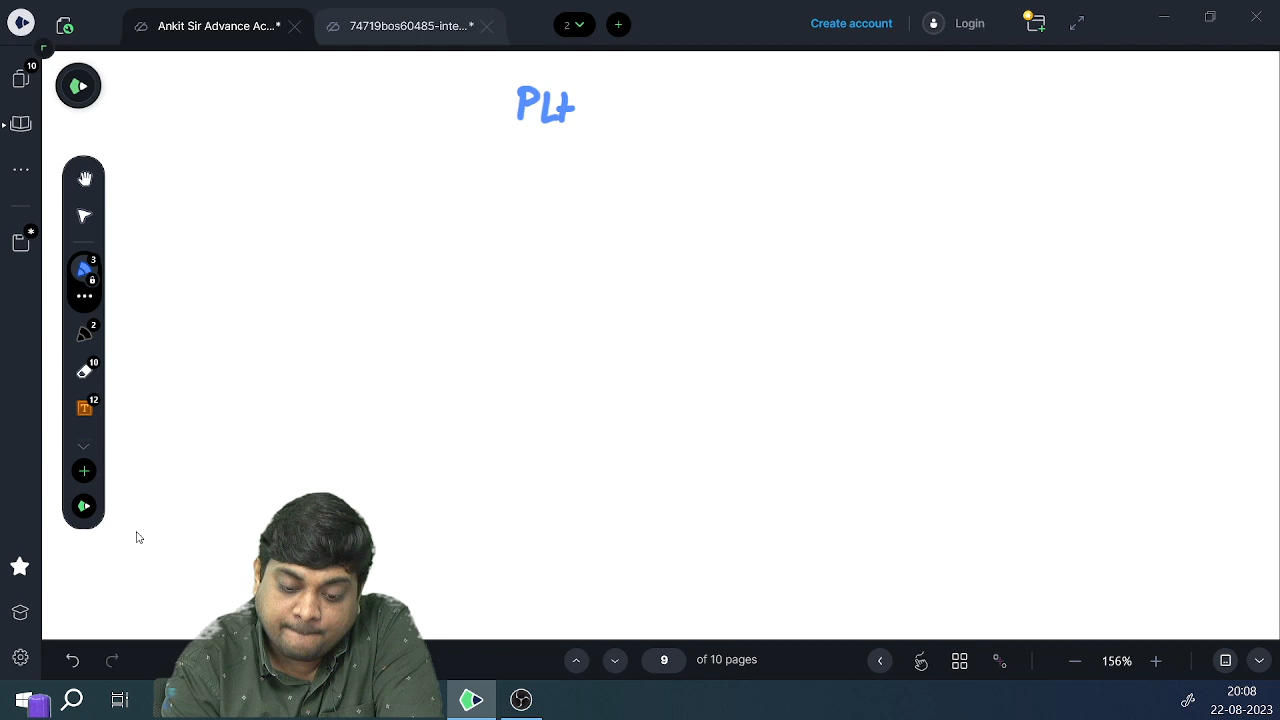 Ankit Sir Advance Ac...*
74719bos60485-inte...*
2
Create account
Login
10
PLt
*
3
2
10
T
12
9
of 10 pages
156%
20:08
22-08-2023